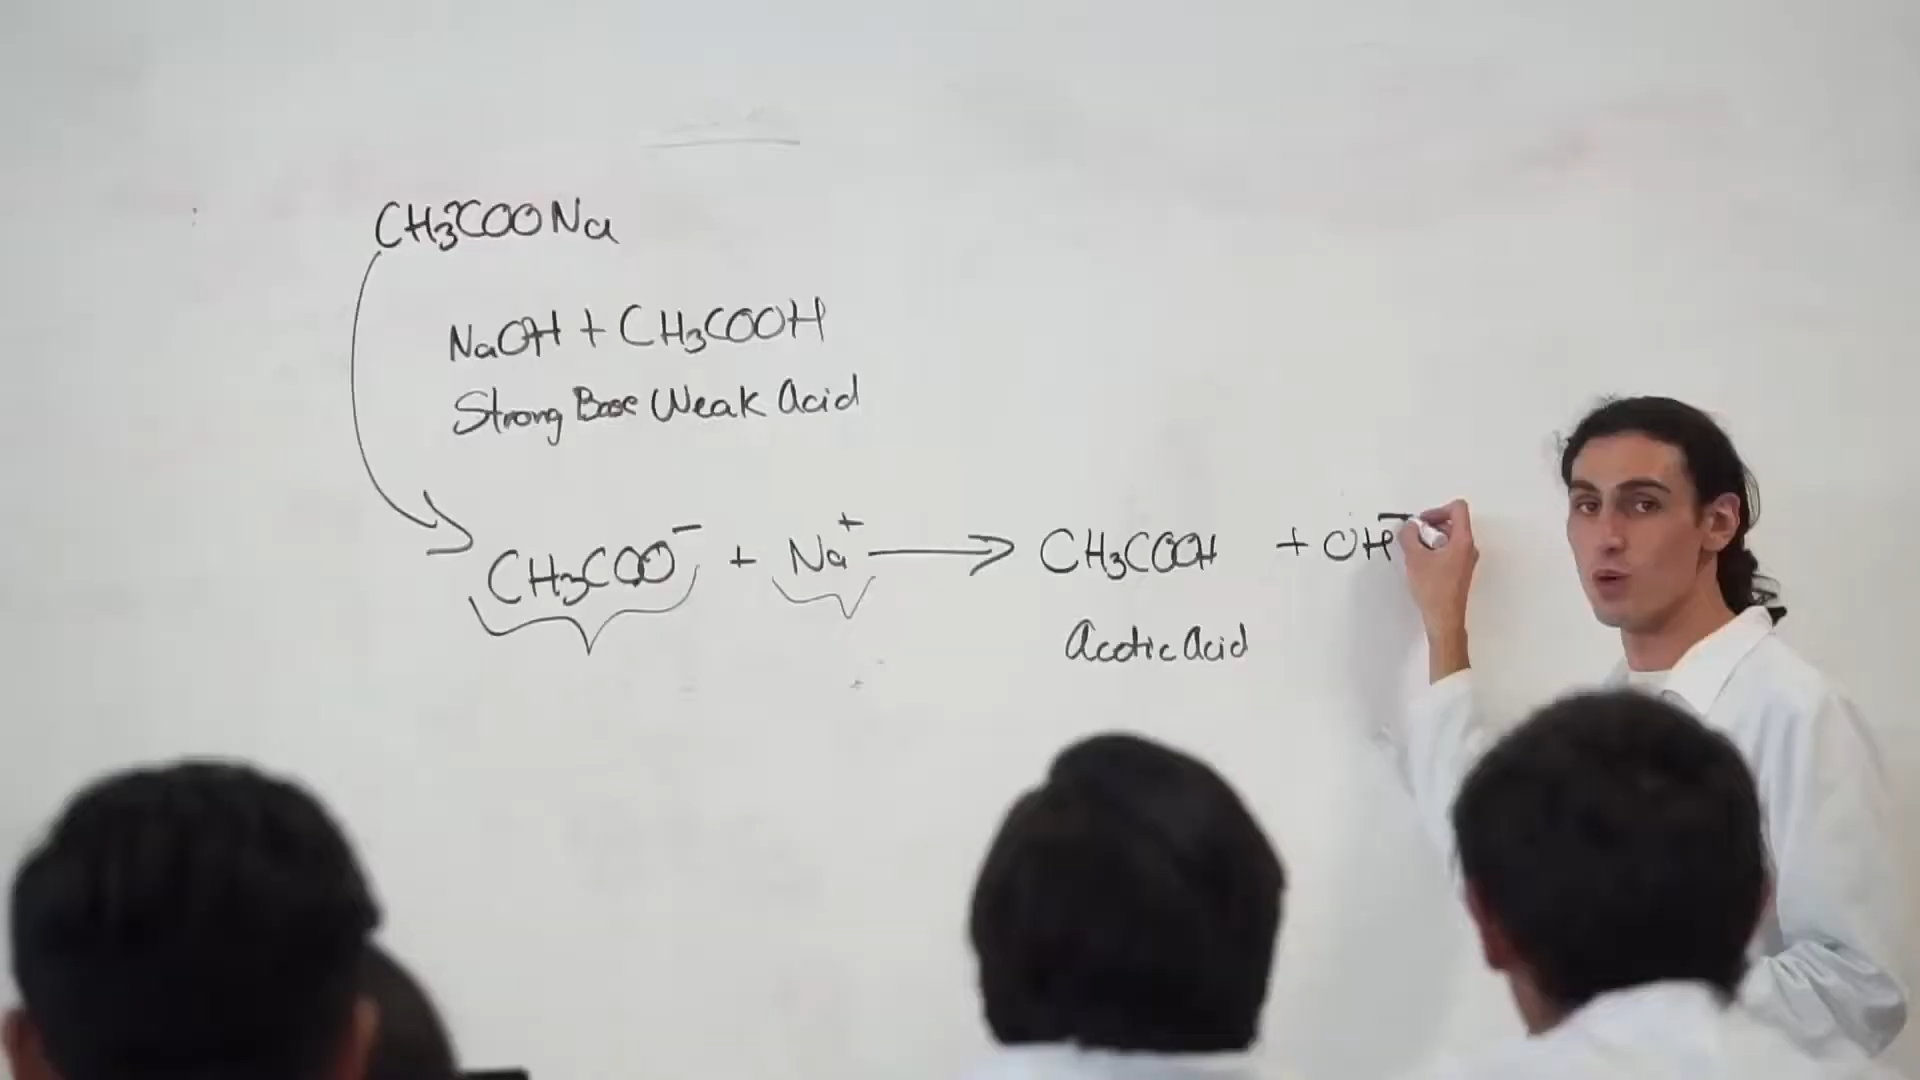 CH3COONa
NaOH + CH3COOH
Strong Base Weak Acid
CH3COO⁻ + Na⁺ → CH3COOH + OH⁻
Acetic Acid